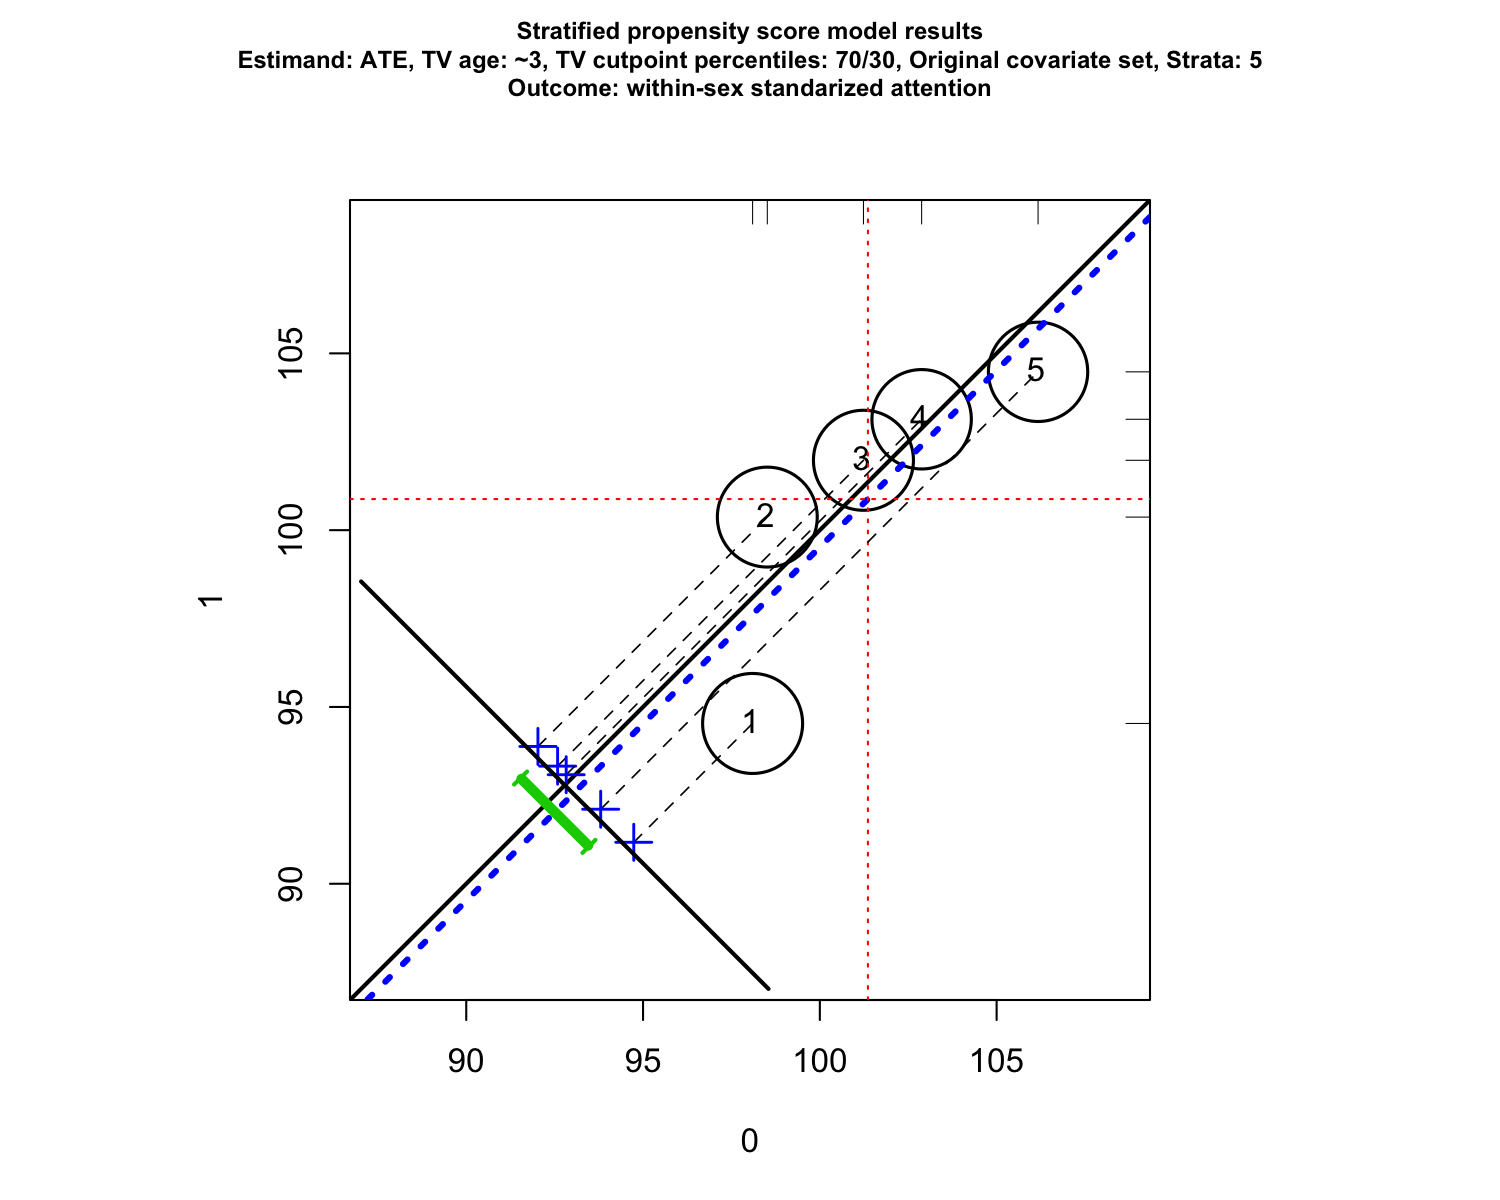 Stratified propensity score model results
Estimand: ATE, TV age: ~3, TV cutpoint percentiles: 70/30, Original covariate set, Strata: 5
Outcome: within-sex standarized attention
105
100
95
90
1
5
4
3
2
1
90 95 100 105
0